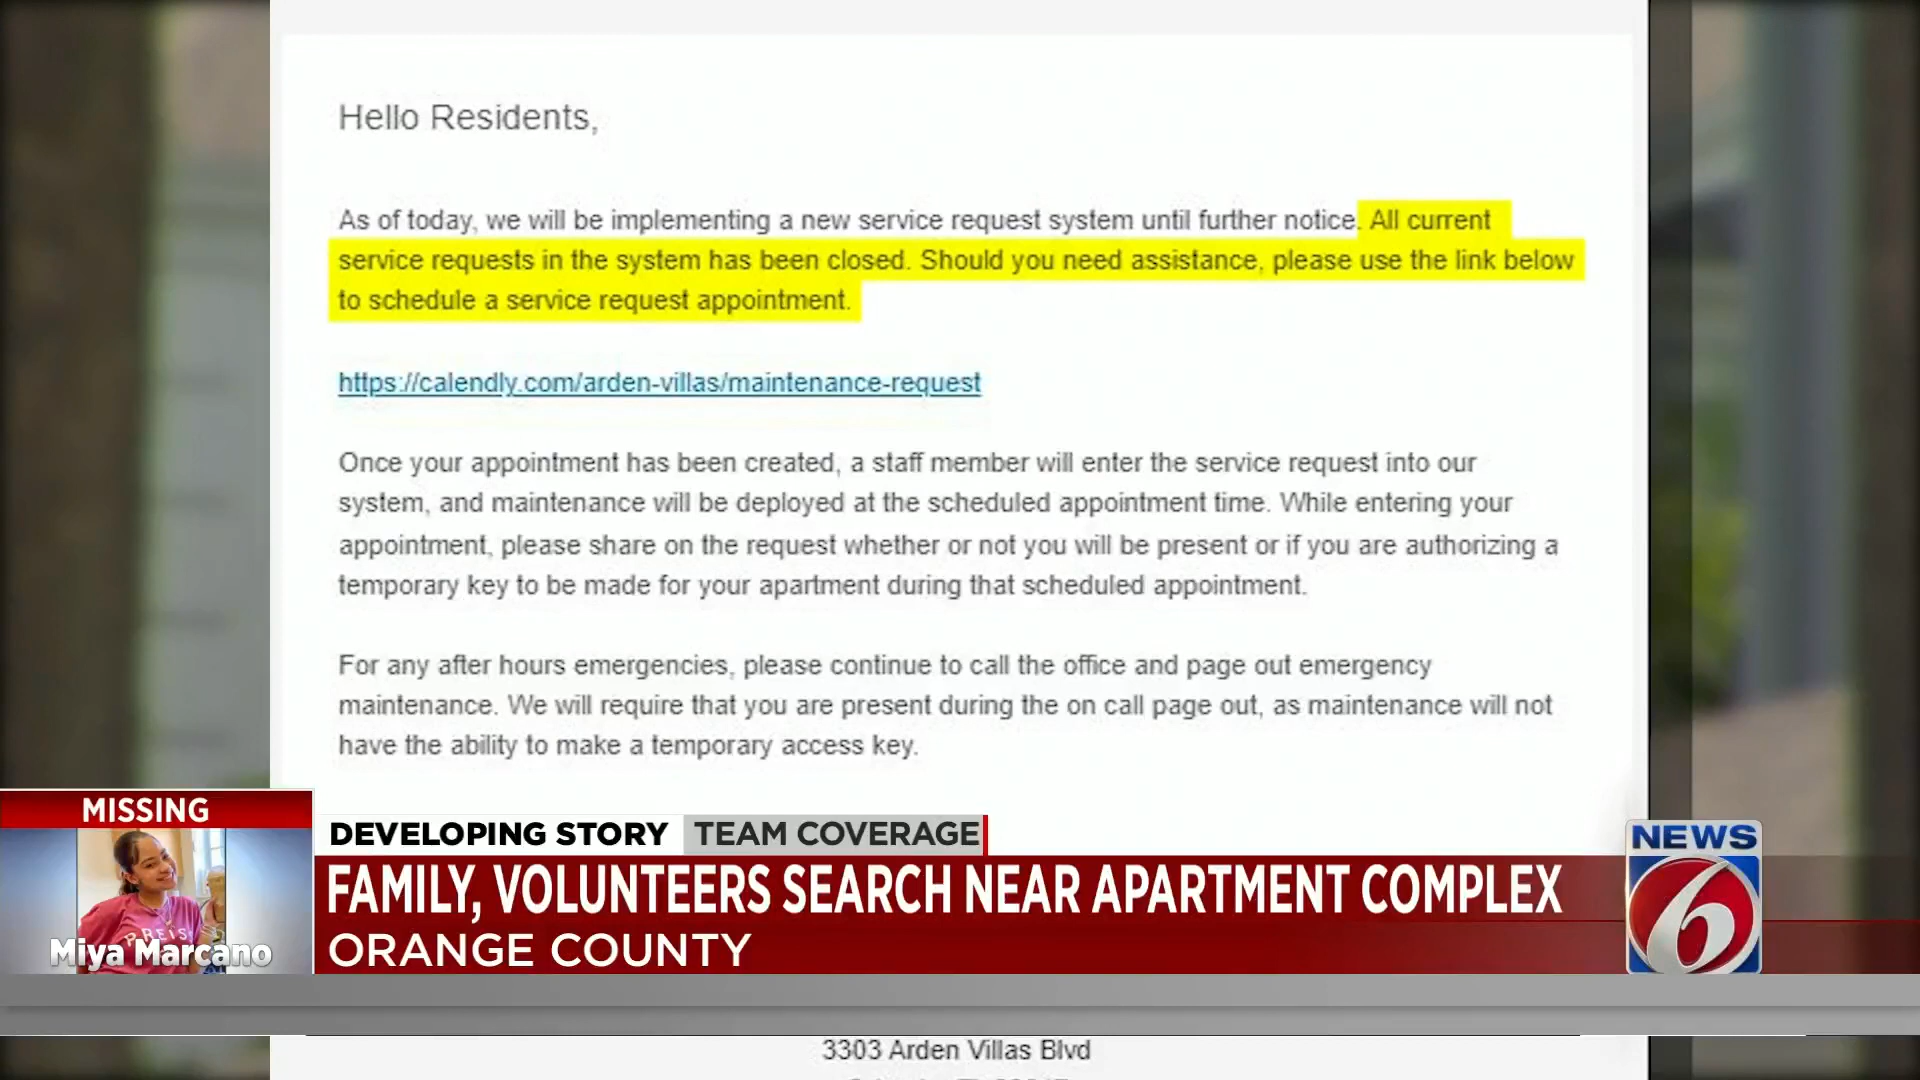 Hello Residents,
As of today, we will be implementing a new service request system until further notice. All current
service requests in the system has been closed. Should you need assistance, please use the link below
to schedule a service request appointment.
https://calendly.com/arden-villas/maintenance-request
Once your appointment has been created, a staff member will enter the service request into our
system, and maintenance will be deployed at the scheduled appointment time. While entering your
appointment, please share on the request whether or not you will be present or if you are authorizing a
temporary key to be made for your apartment during that scheduled appointment.
For any after hours emergencies, please continue to call the office and page out emergency
maintenance. We will require that you are present during the on call page out, as maintenance will not
have the ability to make a temporary access key.
MISSING
Miya Marcano
DEVELOPING STORY TEAM COVERAGE
FAMILY, VOLUNTEERS SEARCH NEAR APARTMENT COMPLEX
ORANGE COUNTY
NEWS
6
3303 Arden Villas Blvd